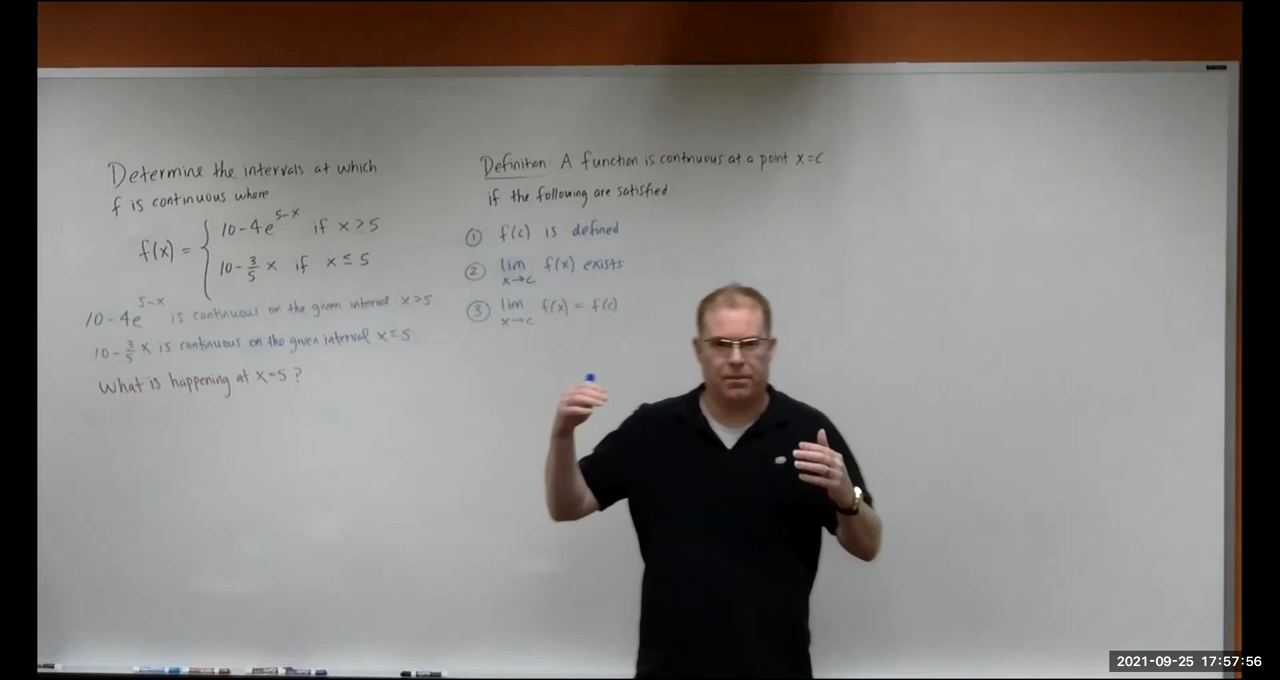 Determine the intervals at which
f is continuous where
f(x) = { 10-4e^{5-x} if x > 5
10-3/5 x if x ≤ 5
10-4e^{5-x} is continuous on the given interval x>5
10-3/5 x is continuous on the given interval x≤5
What is happening at x=5?
Definition A function is continuous at a point x=c
if the following are satisfied
① f(c) is defined
② lim x→c f(x) exists
③ lim x→c f(x) = f(c)
2021-09-25 17:57:56